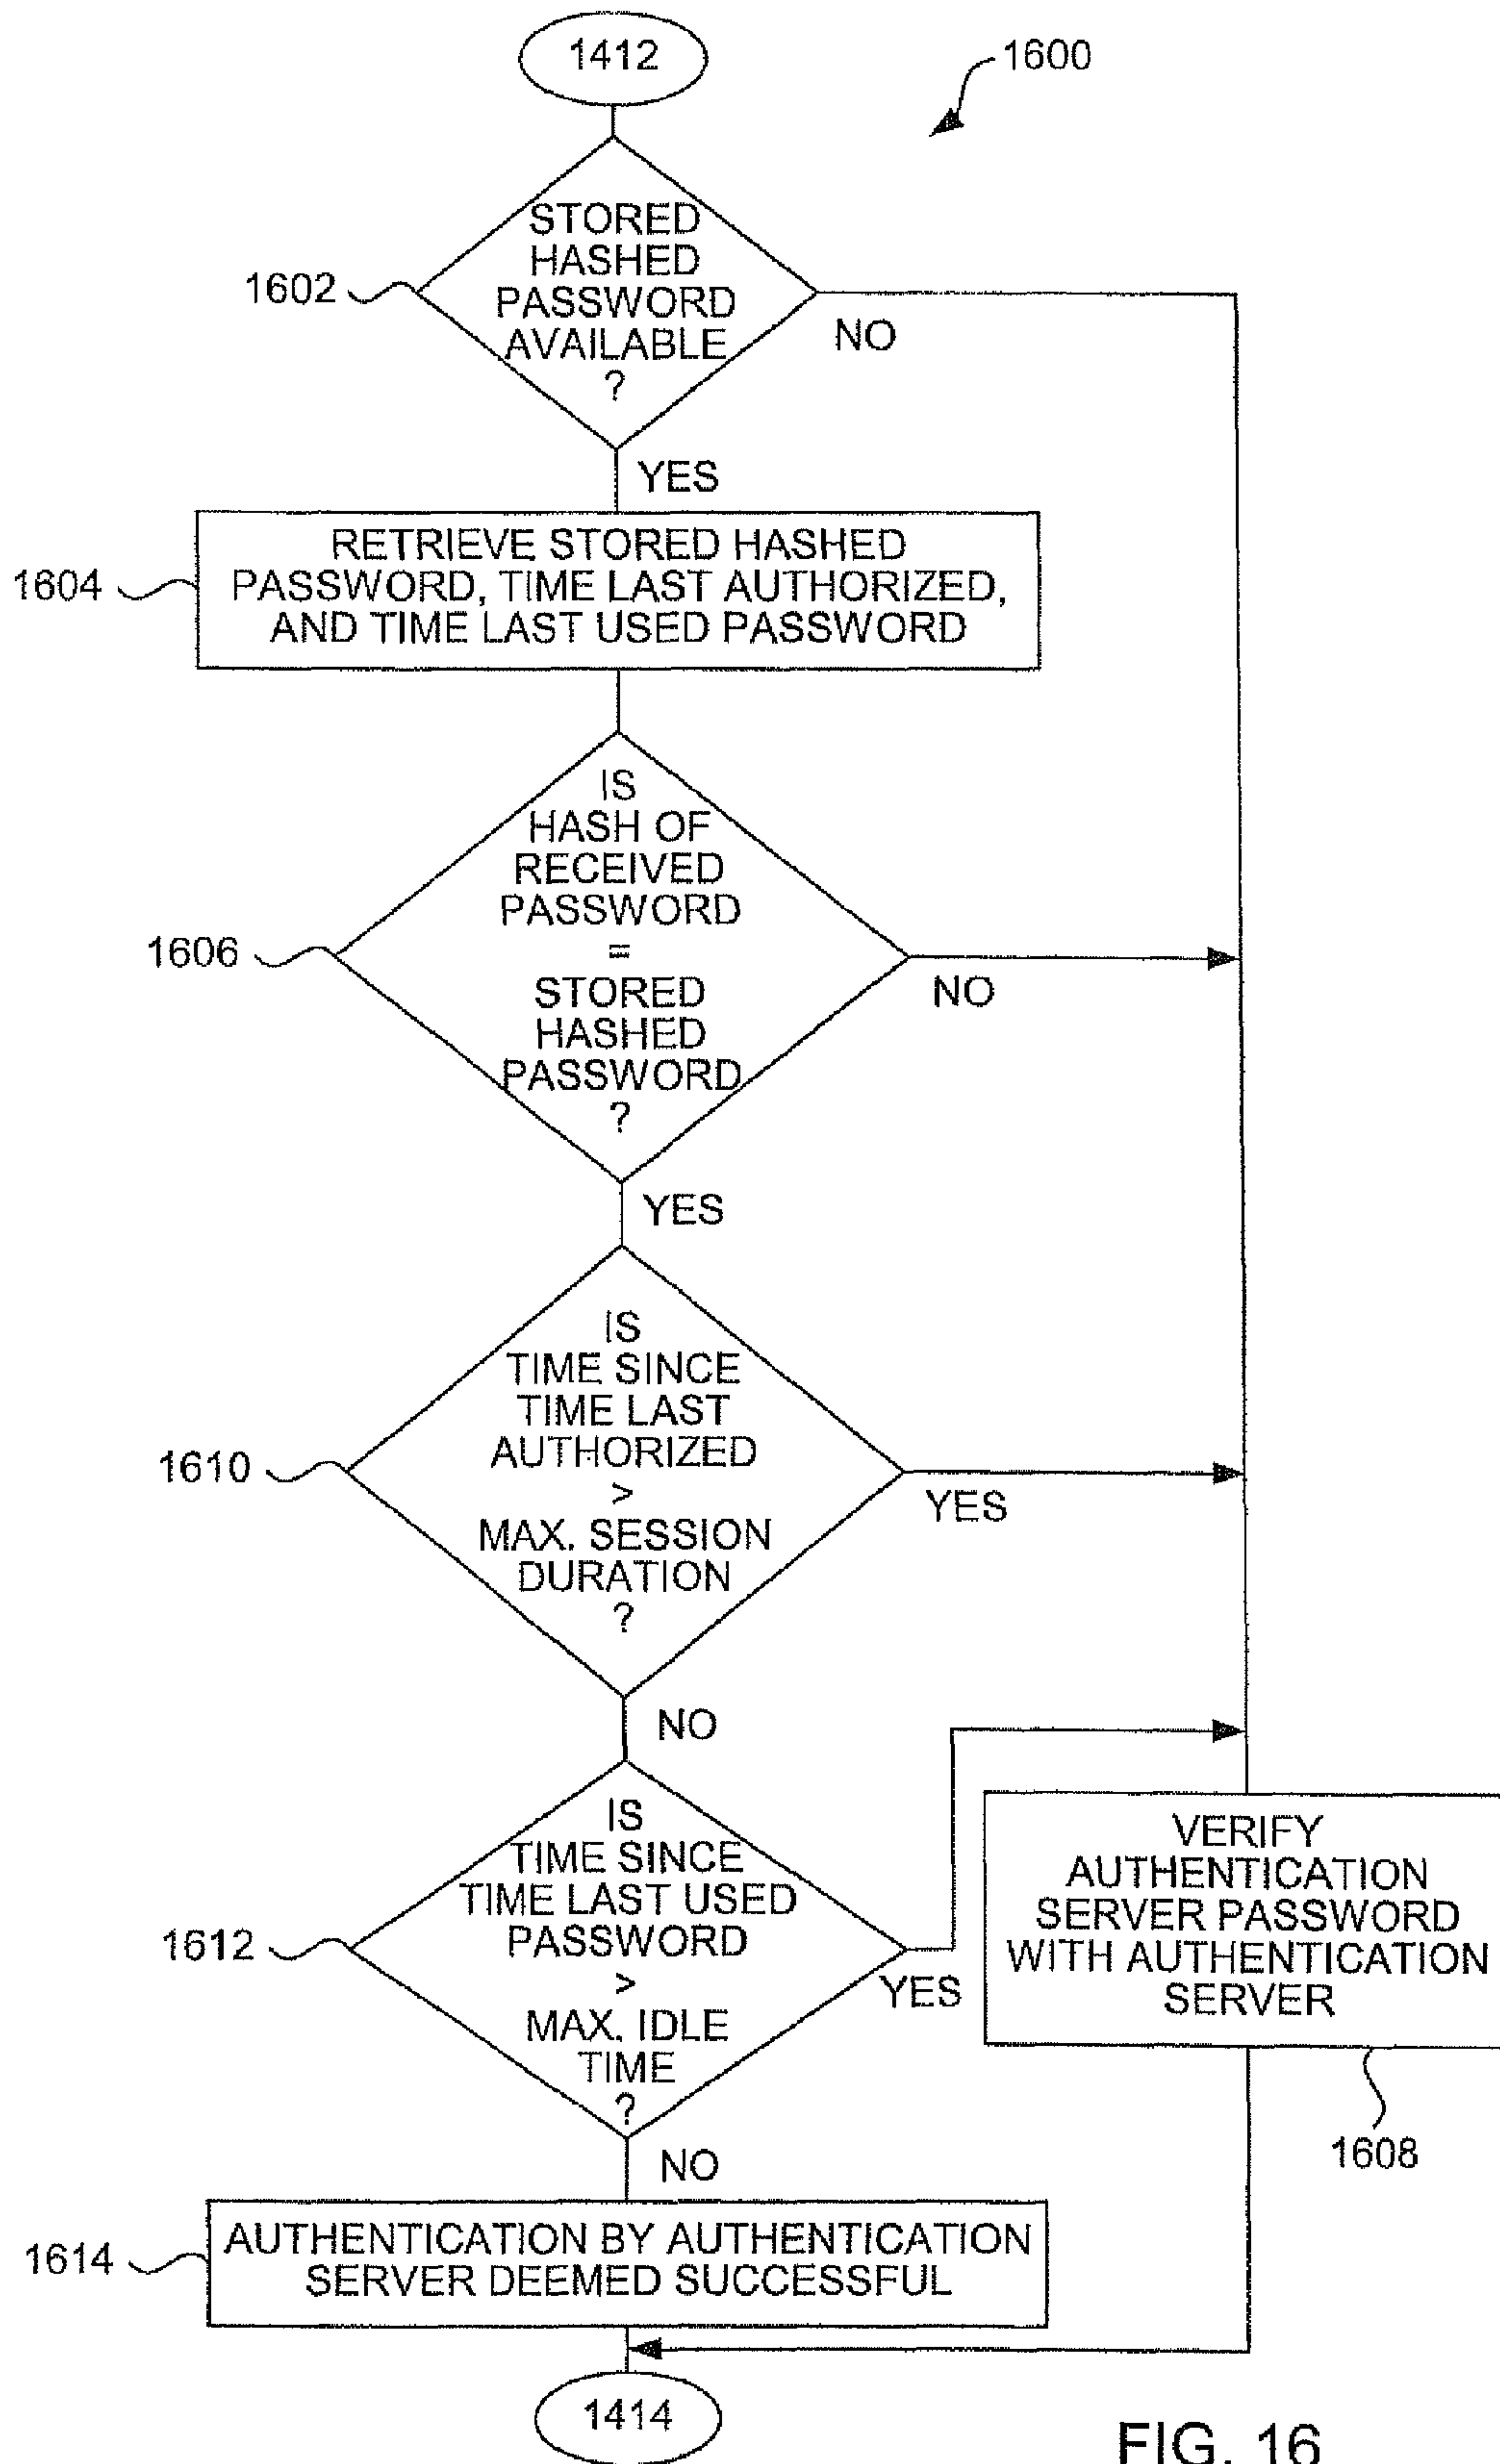 1412
1600
STORED
HASHED
PASSWORD
AVAILABLE
?
1602
NO
YES
RETRIEVE STORED HASHED
PASSWORD, TIME LAST AUTHORIZED,
AND TIME LAST USED PASSWORD
1604
IS
HASH OF
RECEIVED
PASSWORD
=
STORED
HASHED
PASSWORD
?
1606
NO
YES
IS
TIME SINCE
TIME LAST
AUTHORIZED
>
MAX. SESSION
DURATION
?
1610
YES
NO
IS
TIME SINCE
TIME LAST USED
PASSWORD
>
MAX. IDLE
TIME
?
1612
YES
VERIFY
AUTHENTICATION
SERVER PASSWORD
WITH AUTHENTICATION
SERVER
1608
NO
AUTHENTICATION BY AUTHENTICATION
SERVER DEEMED SUCCESSFUL
1614
1414
FIG. 16